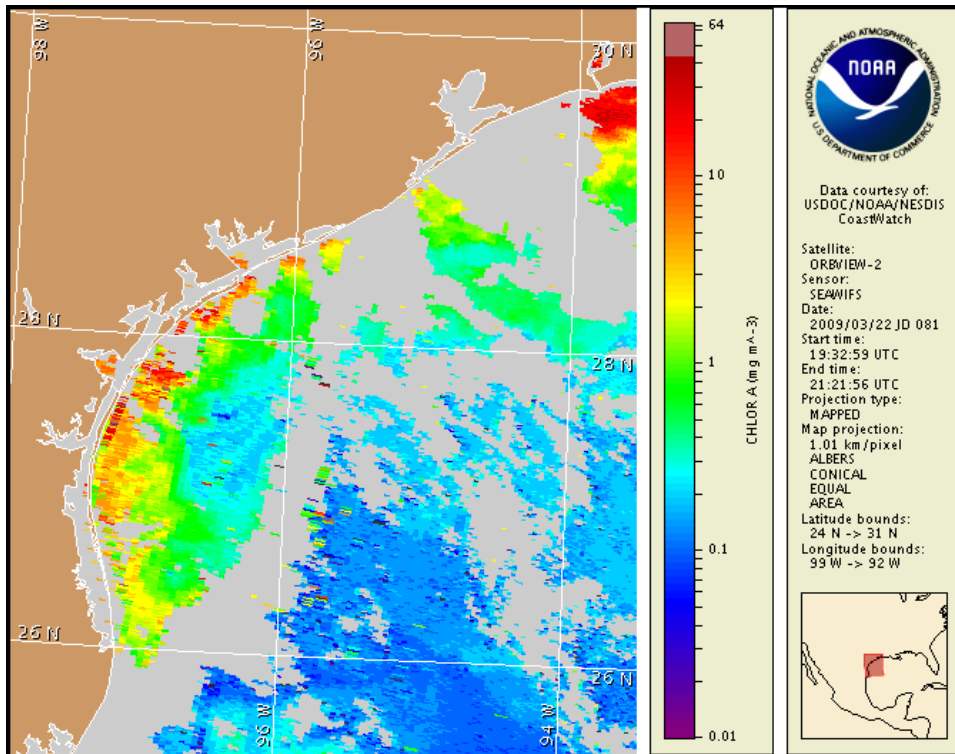 98 W
96 W
30 N
28 N
28 N
26 N
26 N
96 W
94 W
64
10
1
0.1
0.01
CHLOR A (mg m^-3)
NATIONAL OCEANIC AND ATMOSPHERIC ADMINISTRATION
NOAA
U.S. DEPARTMENT OF COMMERCE
Data courtesy of:
USDOC/NOAA/NESDIS
CoastWatch
Satellite:
ORBVIEW-2
Sensor:
SEAWIFS
Date:
2009/03/22 JD 081
Start time:
19:32:59 UTC
End time:
21:21:56 UTC
Projection type:
MAPPED
Map projection:
1.01 km/pixel
ALBERS
CONICAL
EQUAL
AREA
Latitude bounds:
24 N -> 31 N
Longitude bounds:
99 W -> 92 W